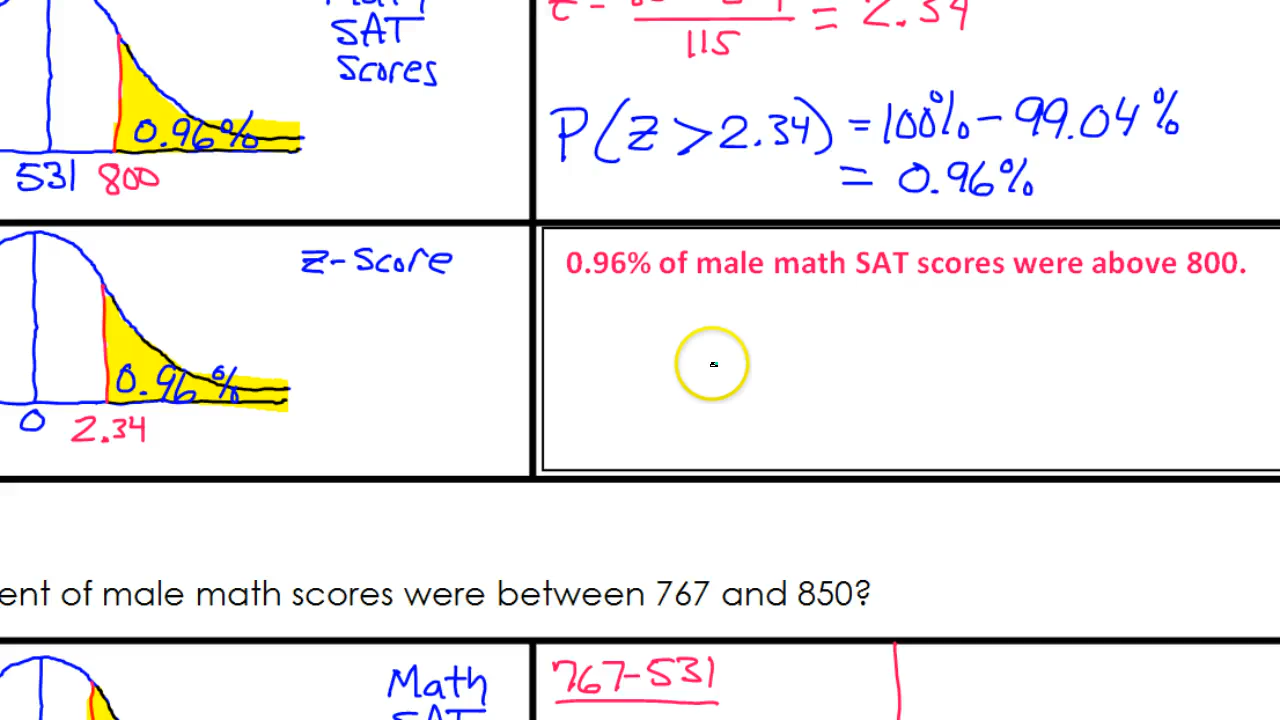 SAT
Scores
0.96%
531 800
115
= 2.34
P(Z>2.34) = 100% - 99.04%
= 0.96%
z-score
0.96%
0 2.34
0.96% of male math SAT scores were above 800.
ent of male math scores were between 767 and 850?
Math
SAT
767-531